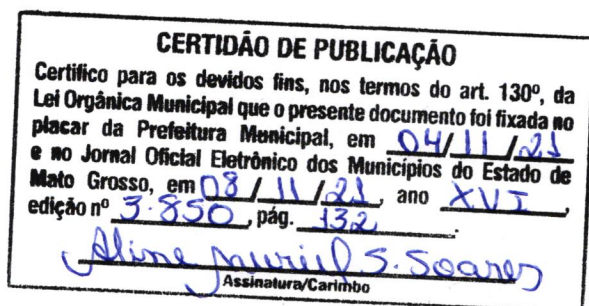 CERTIDÃO DE PUBLICAÇÃO
Certifico para os devidos fins, nos termos do art. 130º, da
Lei Orgânica Municipal que o presente documento foi fixada no
placar da Prefeitura Municipal, em 04/11/21
e no Jornal Oficial Eletrônico dos Municípios do Estado de
Mato Grosso, em 08/11/21, ano XVI,
edição nº 3.850, pág. 132.
Aline S. Soares
Assinatura/Carimbo